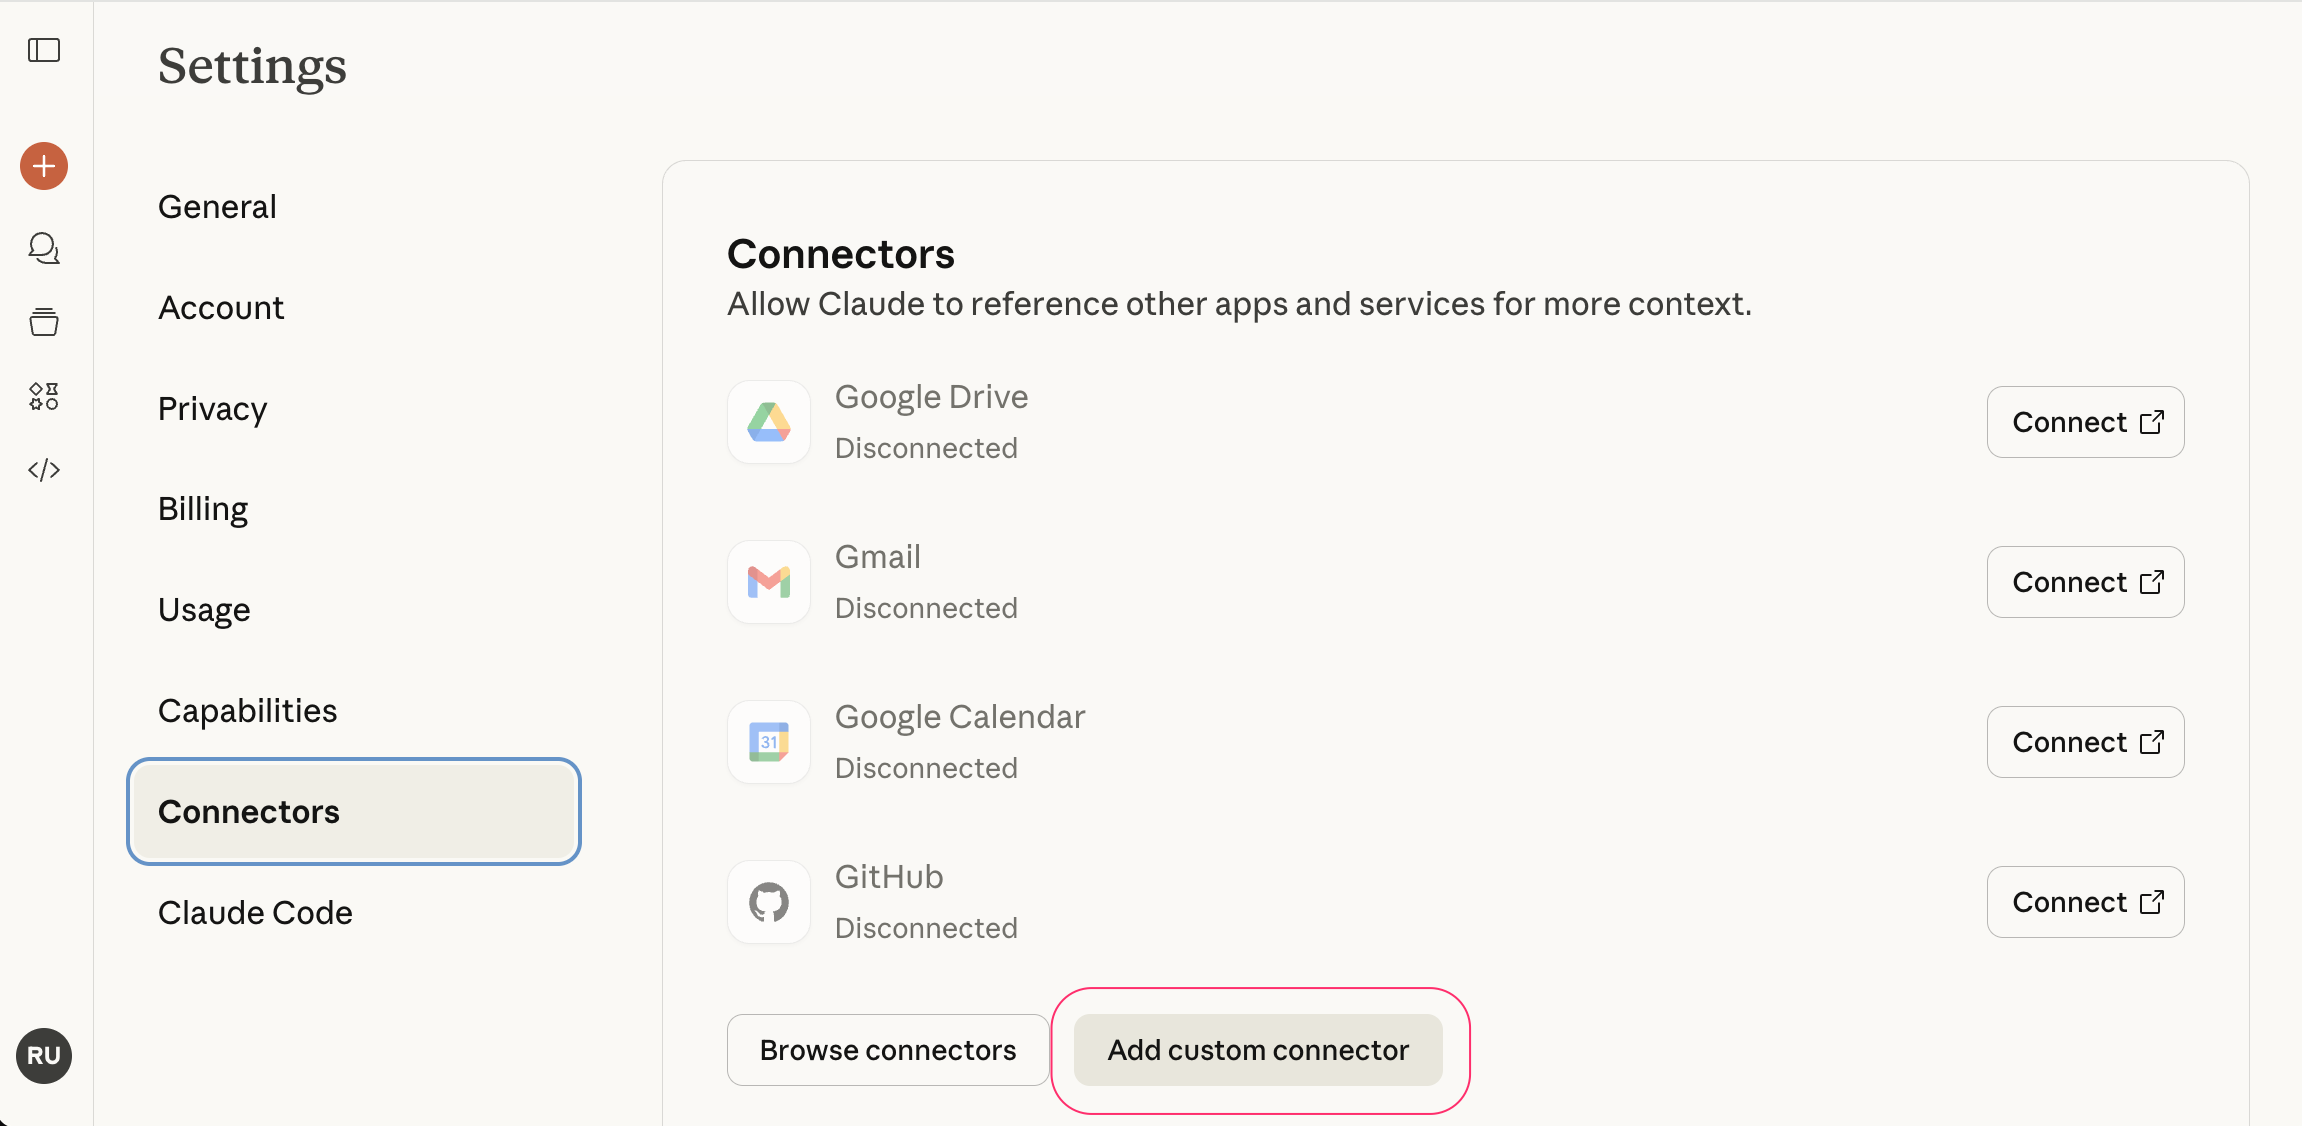 Settings
General
Account
Privacy
Billing
Usage
Capabilities
Connectors
Claude Code
RU
Connectors
Allow Claude to reference other apps and services for more context.
Google Drive
Disconnected
Connect
Gmail
Disconnected
Connect
31
Google Calendar
Disconnected
Connect
GitHub
Disconnected
Connect
Browse connectors
Add custom connector